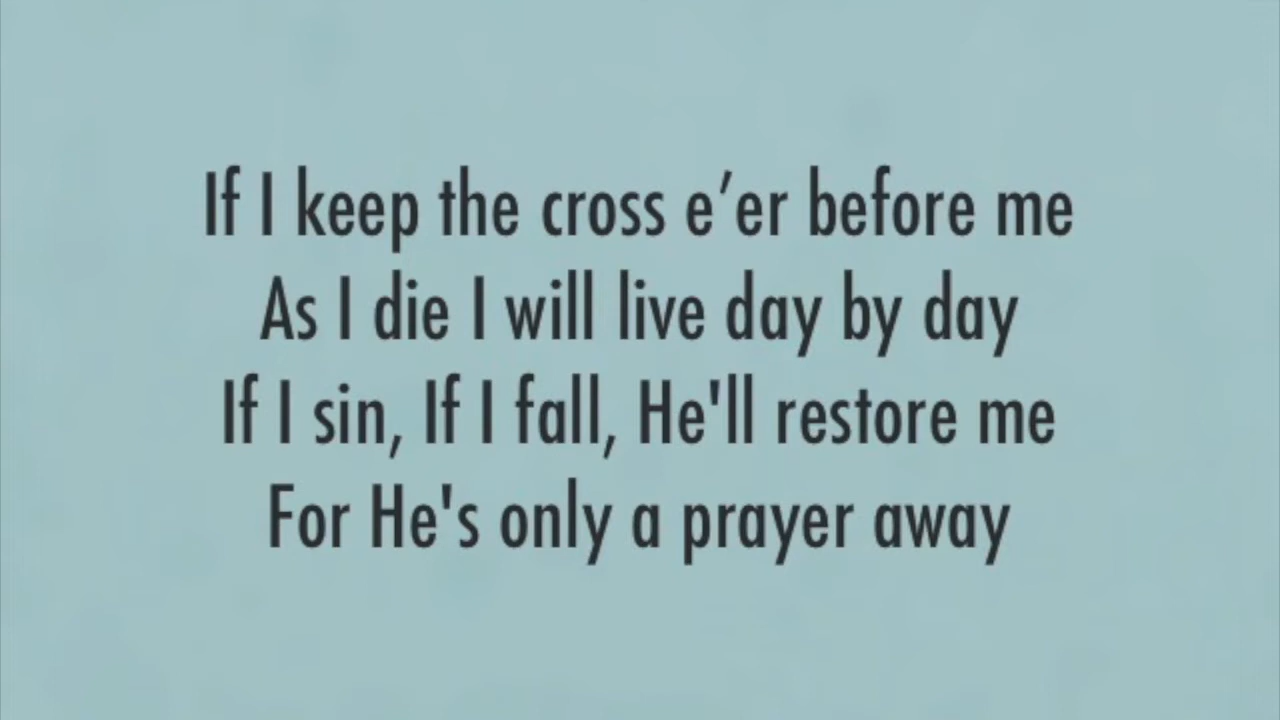 If I keep the cross e’er before me
As I die I will live day by day
If I sin, If I fall, He'll restore me
For He's only a prayer away